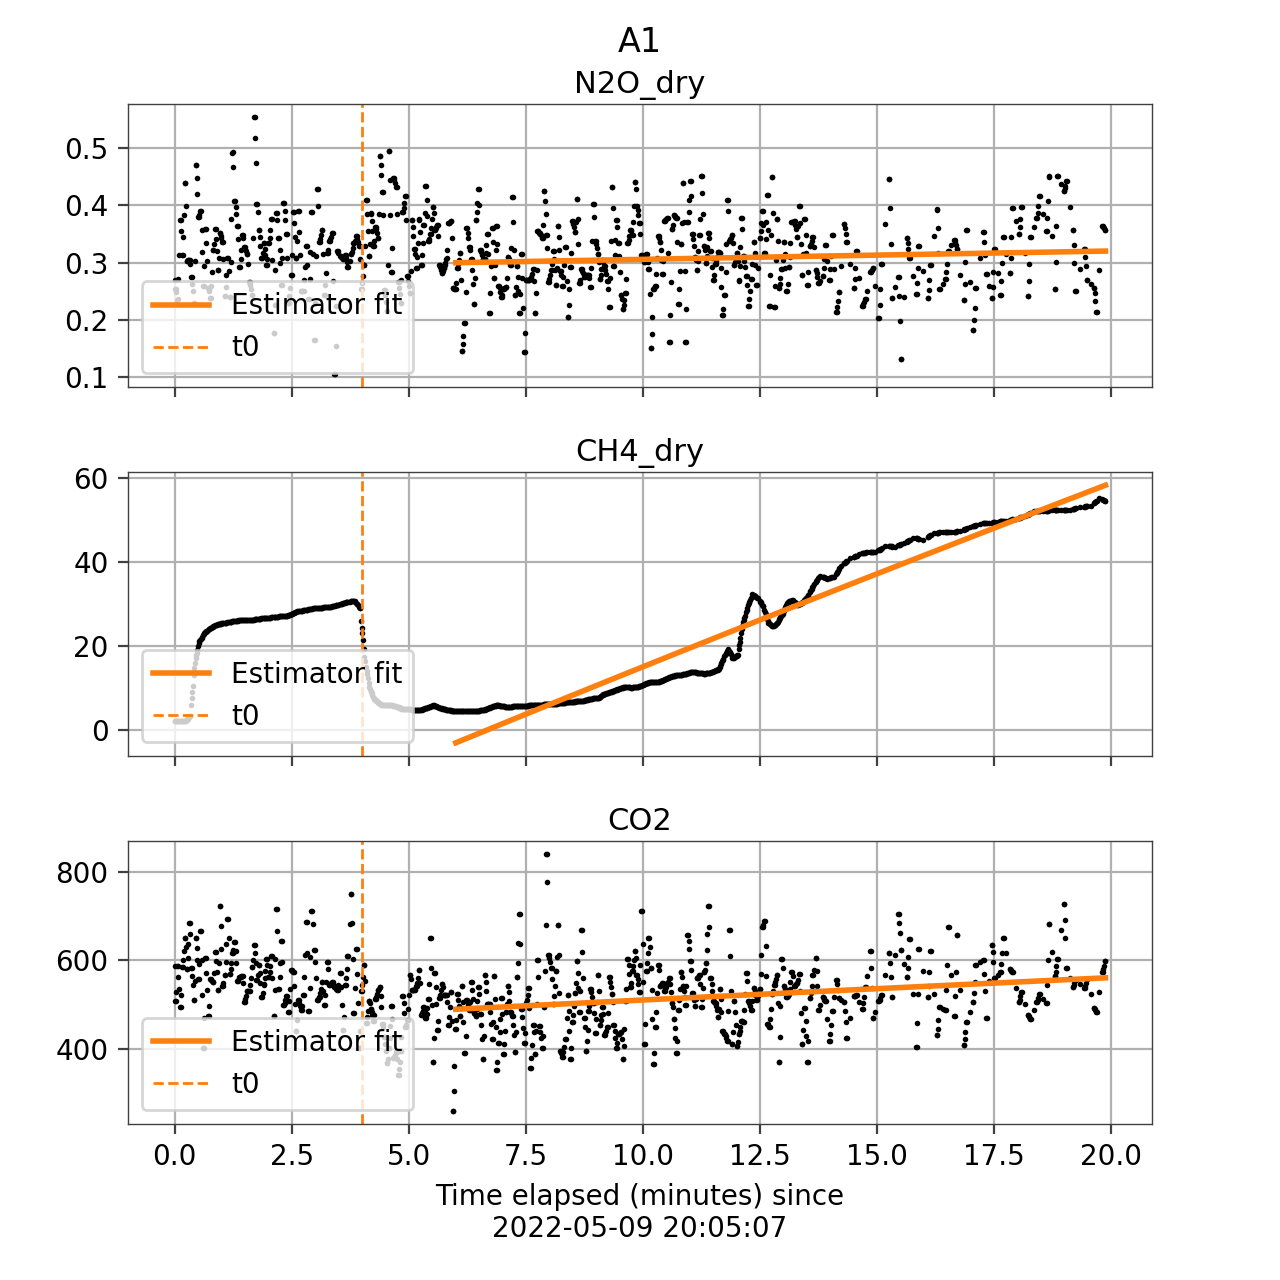 A1
N2O_dry
0.5
0.4
0.3
0.2
0.1
Estimator fit
t0
CH4_dry
60
40
20
0
Estimator fit
t0
CO2
800
600
400
Estimator fit
t0
0.0 2.5 5.0 7.5 10.0 12.5 15.0 17.5 20.0
Time elapsed (minutes) since
2022-05-09 20:05:07